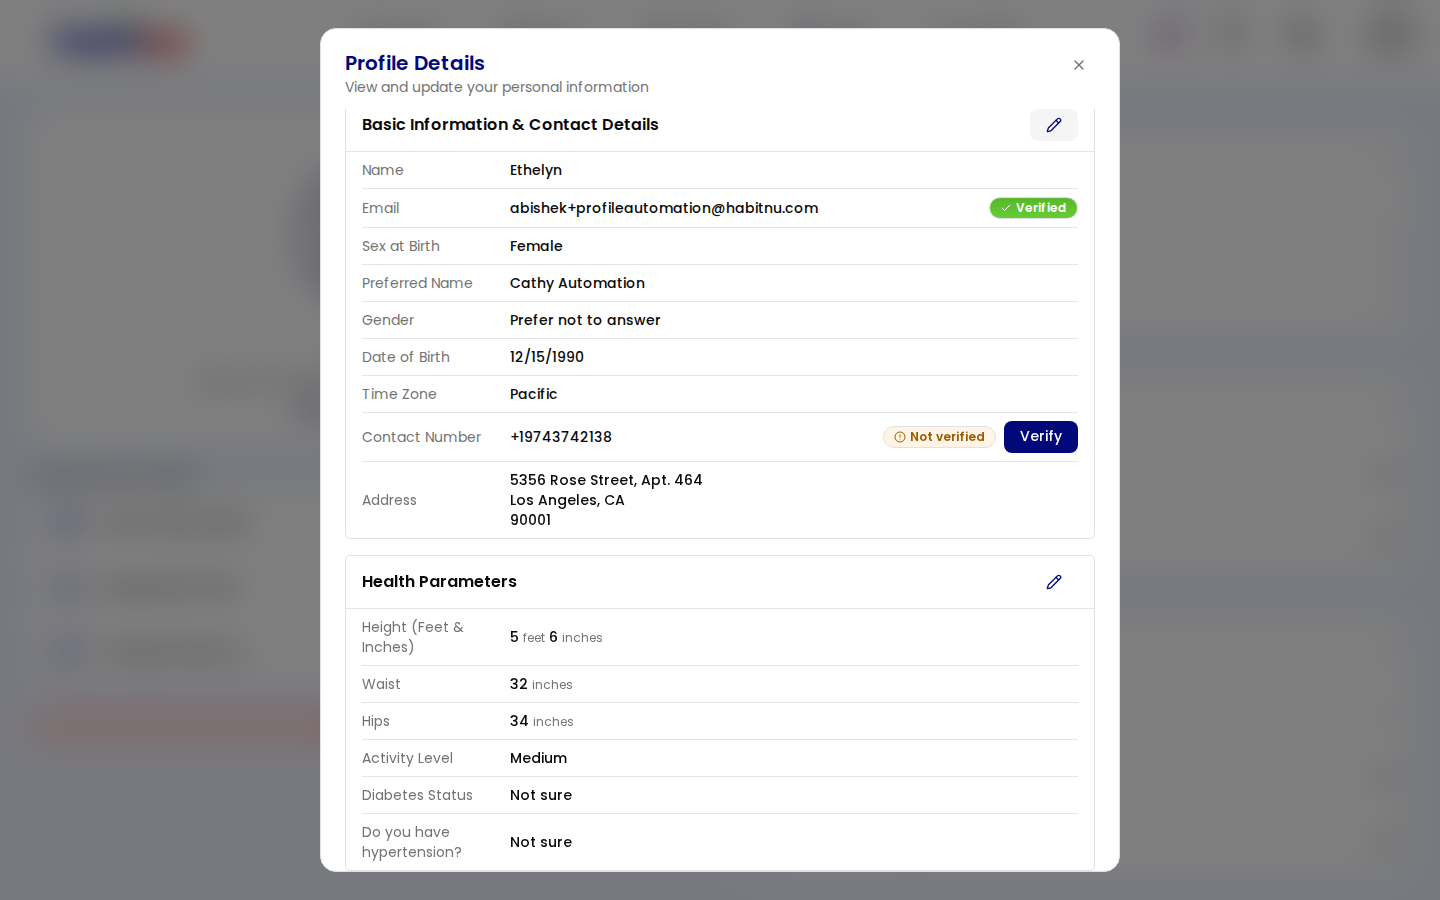 Profile Details
View and update your personal information
Basic Information & Contact Details
Name Ethelyn
Email abishek+profileautomation@habitnu.com Verified
Sex at Birth Female
Preferred Name Cathy Automation
Gender Prefer not to answer
Date of Birth 12/15/1990
Time Zone Pacific
Contact Number +19743742138 Not verified Verify
Address 5356 Rose Street, Apt. 464
Los Angeles, CA
90001
Health Parameters
Height (Feet &
Inches) 5 feet 6 inches
Waist 32 inches
Hips 34 inches
Activity Level Medium
Diabetes Status Not sure
Do you have
hypertension? Not sure